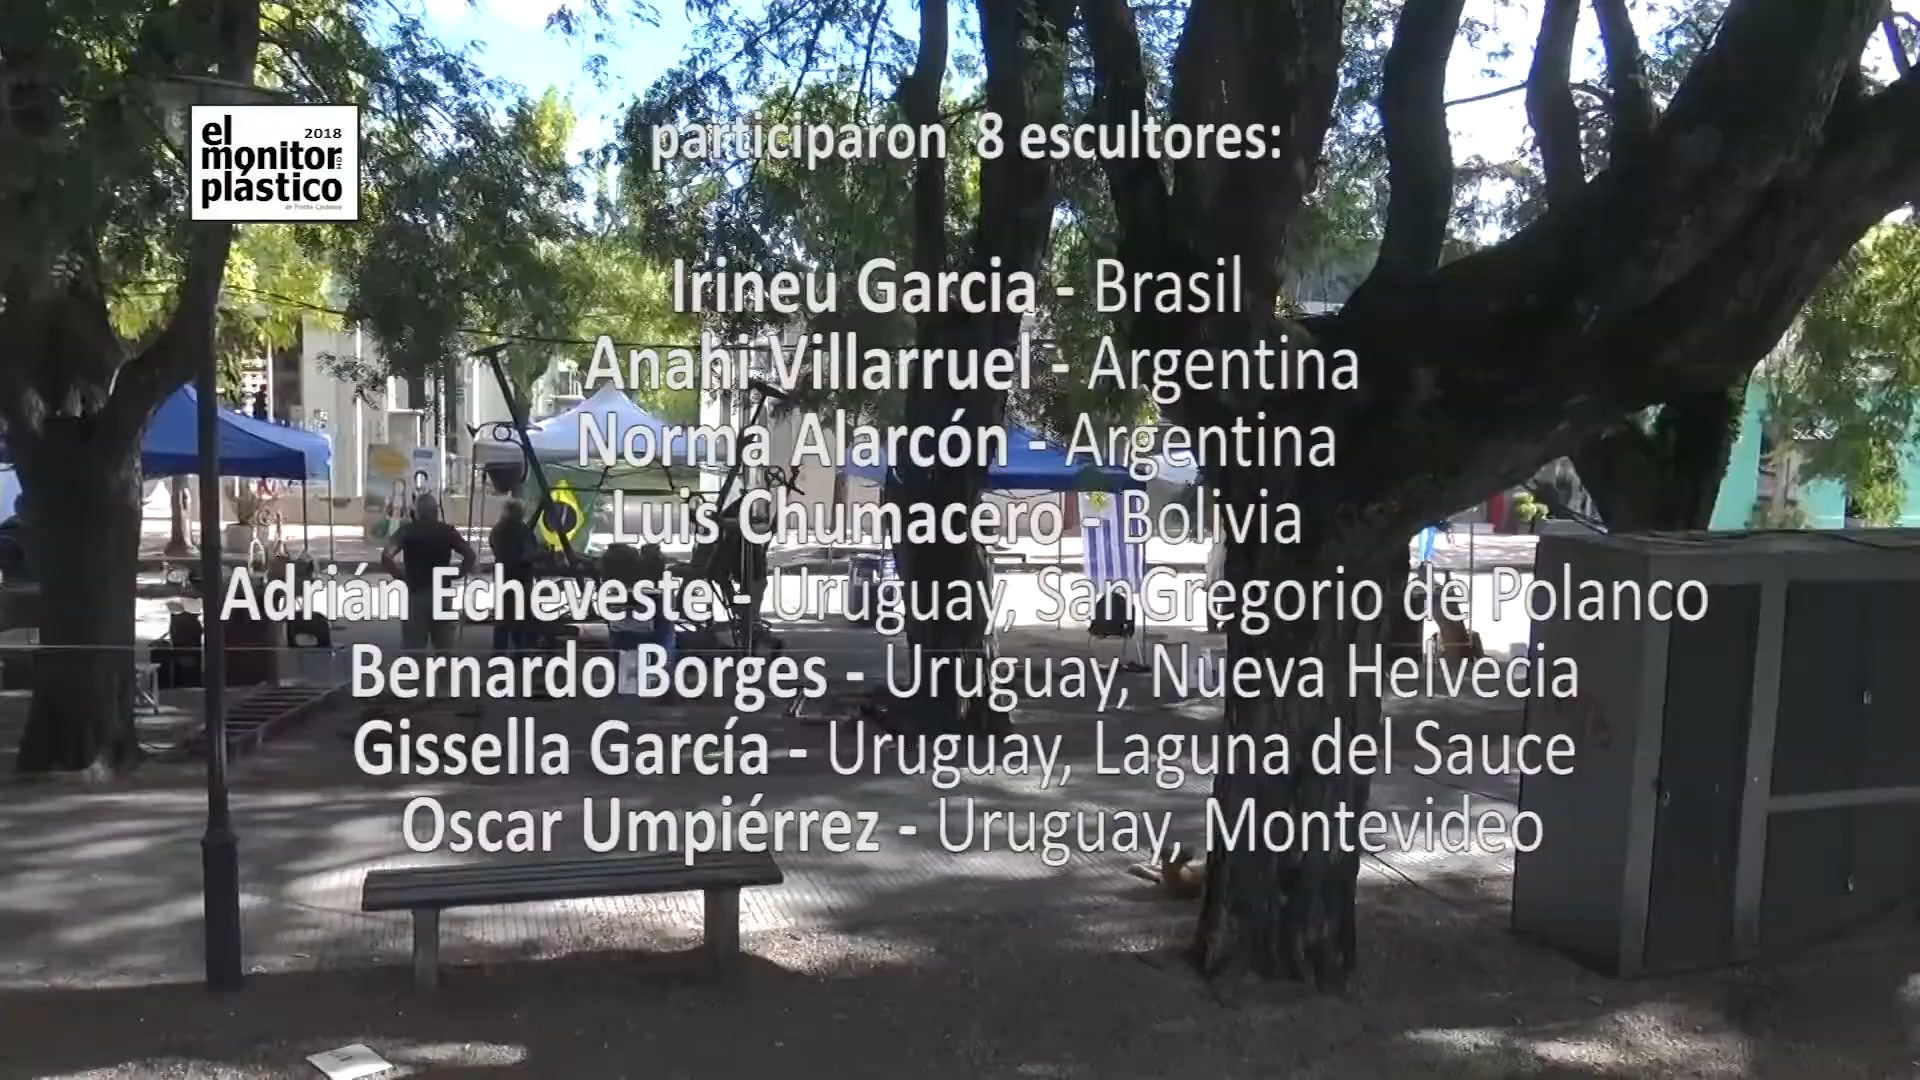 el 2018
monitor HD
plástico
participaron 8 escultores:
Irineu Garcia - Brasil
Anahi Villarruel - Argentina
Norma Alarcón - Argentina
Luis Chumacero - Bolivia
Adrián Echeveste - Uruguay, SanGregorio de Polanco
Bernardo Borges - Uruguay, Nueva Helvecia
Gissella García - Uruguay, Laguna del Sauce
Oscar Umpiérrez - Uruguay, Montevideo